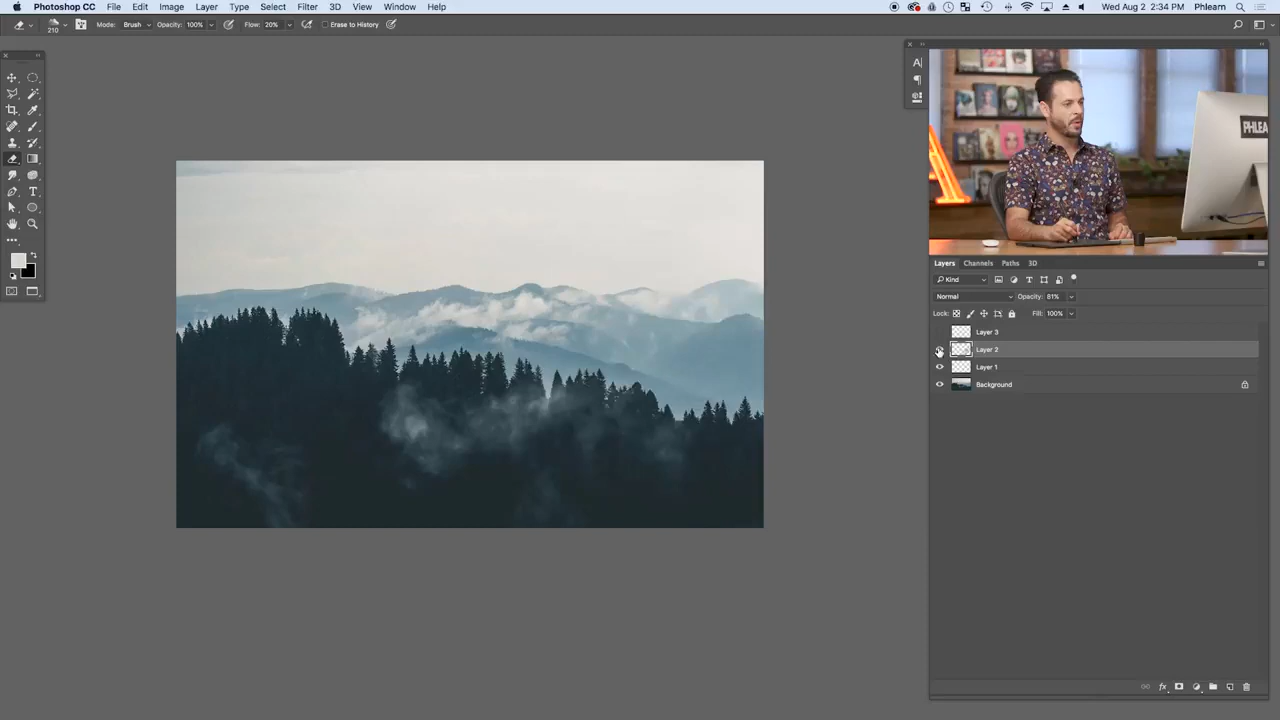 Photoshop CC File Edit Image Layer Type Select Filter 3D View Window Help Wed Aug 2 2:34 PM Phlearn
210 Mode: Brush Opacity: 100% Flow: 20% Erase to History
PHLE
A
Layers Channels Paths 3D
Kind
Normal Opacity: 81%
Lock: Fill: 100%
Layer 3
Layer 2
Layer 1
Background